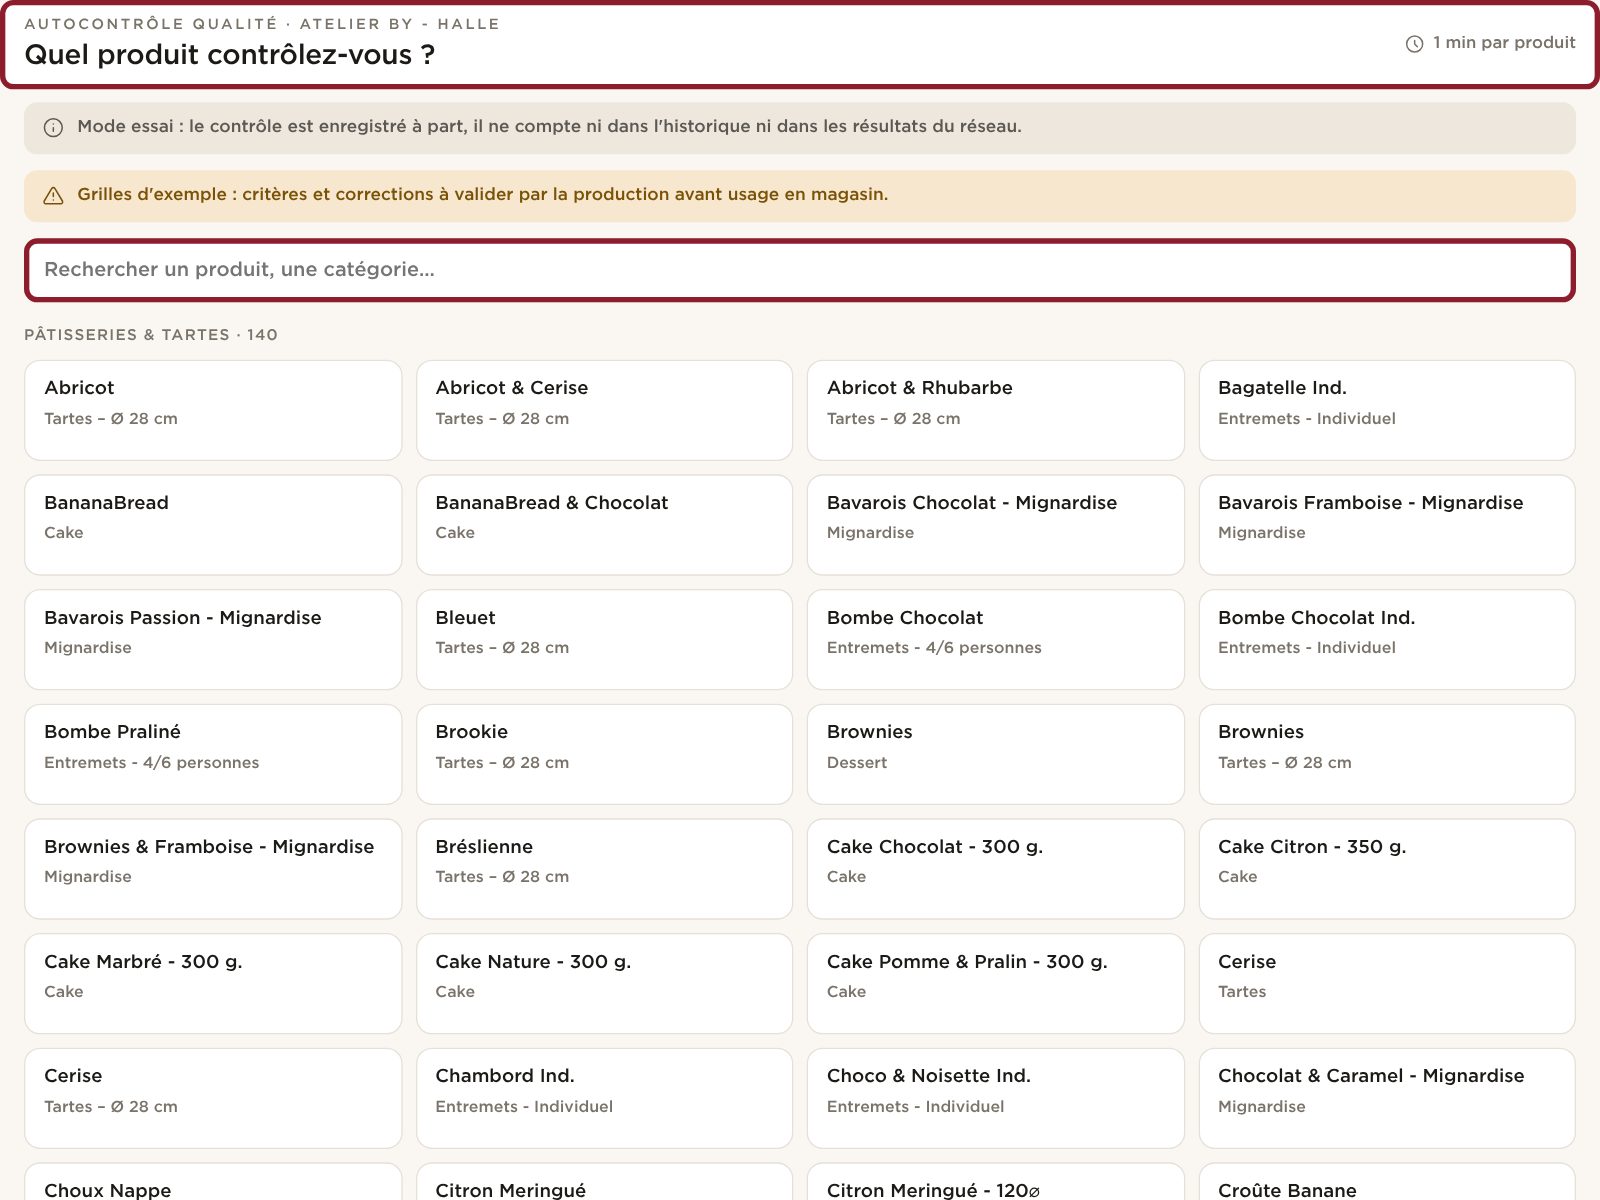 AUTOCONTRÔLE QUALITÉ · ATELIER BY - HALLE
Quel produit contrôlez-vous ?
1 min par produit
Mode essai : le contrôle est enregistré à part, il ne compte ni dans l'historique ni dans les résultats du réseau.
Grilles d'exemple : critères et corrections à valider par la production avant usage en magasin.
Rechercher un produit, une catégorie...
PÂTISSERIES & TARTES · 140
Abricot
Tartes – Ø 28 cm
Abricot & Cerise
Tartes – Ø 28 cm
Abricot & Rhubarbe
Tartes – Ø 28 cm
Bagatelle Ind.
Entremets - Individuel
BananaBread
Cake
BananaBread & Chocolat
Cake
Bavarois Chocolat - Mignardise
Mignardise
Bavarois Framboise - Mignardise
Mignardise
Bavarois Passion - Mignardise
Mignardise
Bleuet
Tartes – Ø 28 cm
Bombe Chocolat
Entremets - 4/6 personnes
Bombe Chocolat Ind.
Entremets - Individuel
Bombe Praliné
Entremets - 4/6 personnes
Brookie
Tartes – Ø 28 cm
Brownies
Dessert
Brownies
Tartes – Ø 28 cm
Brownies & Framboise - Mignardise
Mignardise
Bréslienne
Tartes – Ø 28 cm
Cake Chocolat - 300 g.
Cake
Cake Citron - 350 g.
Cake
Cake Marbré - 300 g.
Cake
Cake Nature - 300 g.
Cake
Cake Pomme & Pralin - 300 g.
Cake
Cerise
Tartes
Cerise
Tartes – Ø 28 cm
Chambord Ind.
Entremets - Individuel
Choco & Noisette Ind.
Entremets - Individuel
Chocolat & Caramel - Mignardise
Mignardise
Choux Nappe
Citron Meringué
Citron Meringué - 120⌀
Croûte Banane